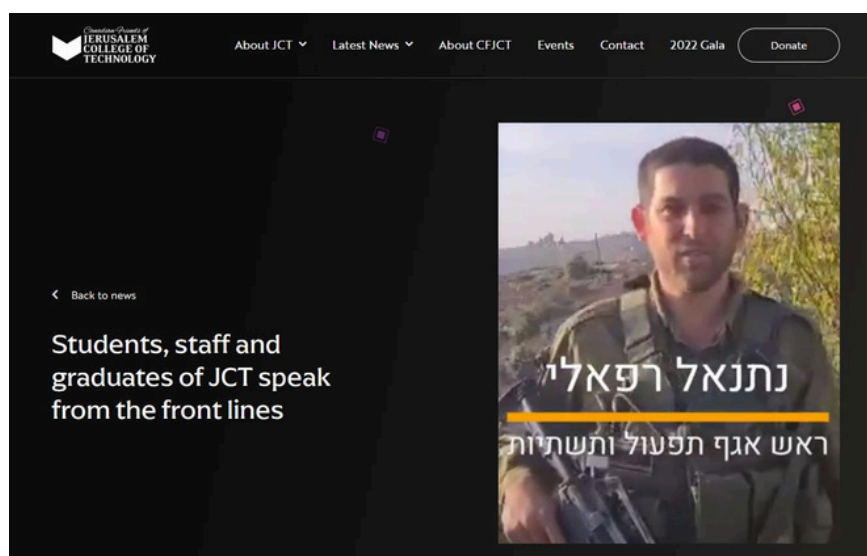 Canadian Friends of
JERUSALEM
COLLEGE OF
TECHNOLOGY
About JCT
Latest News
About CFJCT
Events
Contact
2022 Gala
Donate
Back to news
Students, staff and
graduates of JCT speak
from the front lines
נתנאל רפאלי
ראש אגף תפעול ותשתיות